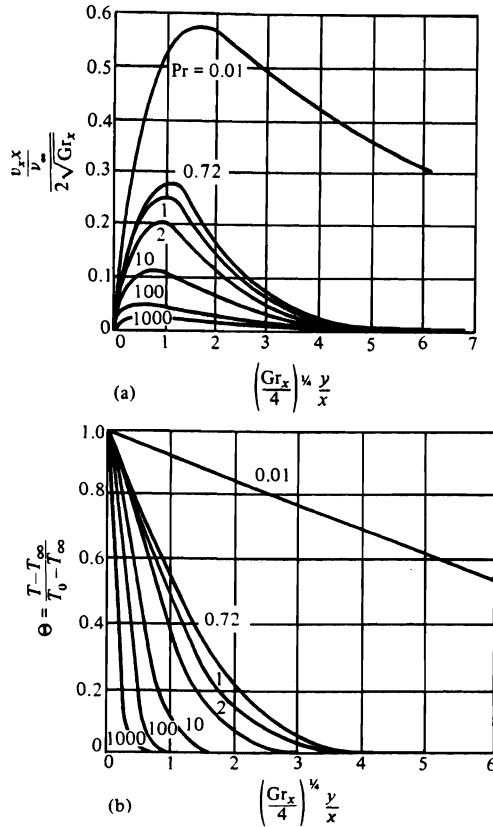 0.6
0.5
0.4
0.3
0.2
0.1
0
Pr = 0.01
0.72
1
2
10
100
1000
v_x x
ν_∞
2√Gr_x
0 1 2 3 4 5 6 7
(Gr_x/4)^¼ y/x
(a)
1.0
0.8
0.6
0.4
0.2
0
0.01
0.72
1
2
1000 100 10
Θ = (T − T_∞)/(T_0 − T_∞)
0 1 2 3 4 5 6
(Gr_x/4)^¼ y/x
(b)